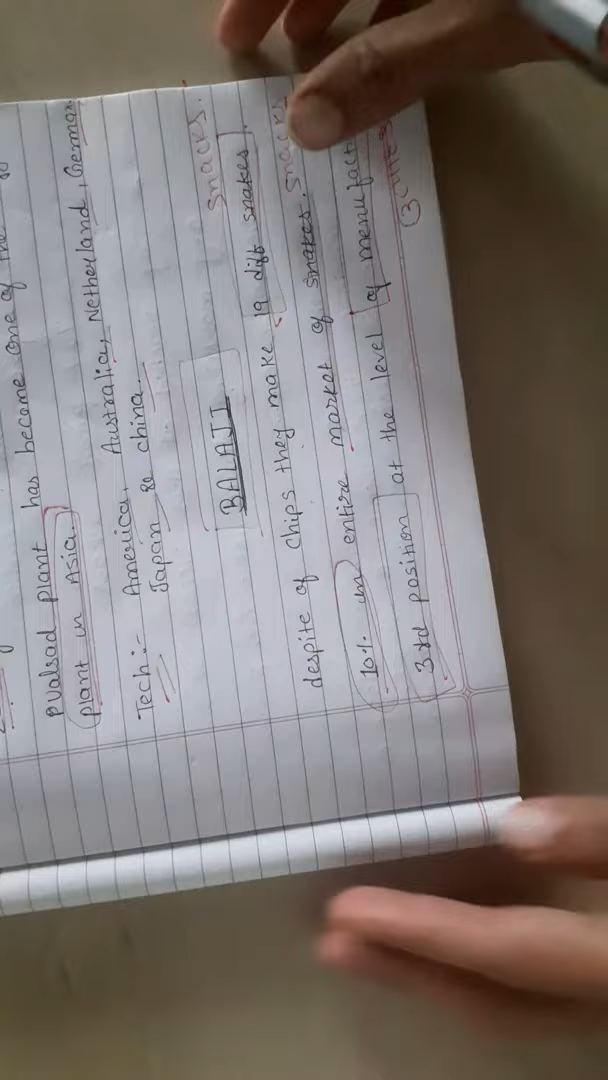 has become one of the
pvalsad plant
plant in Asia.
Tech:- America, Australia, Netherland, German
Japan & china.
snacks.
BALAJI
despite of chips they make 19 diff snakes.
snacks
10% in entire market of snakes.
3rd position at the level of menufact